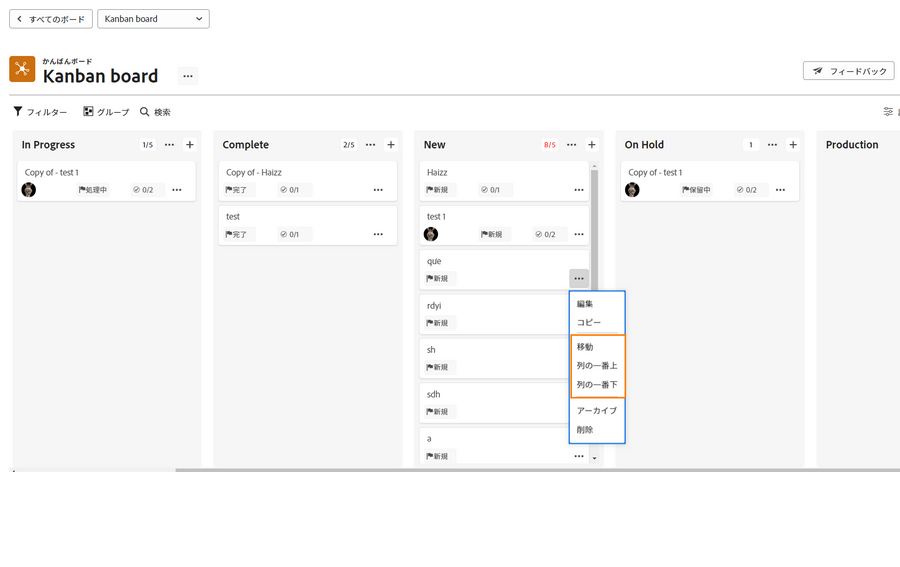 すべてのボード
Kanban board
かんばんボード
Kanban board
フィードバック
フィルター
グループ
検索
In Progress 1/5
Copy of - test 1
処理中 0/2
Complete 2/5
Copy of - Haizz
完了 0/1
test
完了 0/1
New 8/5
Haizz
新規 0/1
test 1
新規 0/2
que
新規
rdyi
新規
sh
新規
sdh
新規
a
新規
編集
コピー
移動
列の一番上
列の一番下
アーカイブ
削除
On Hold 1
Copy of - test 1
保留中 0/2
Production